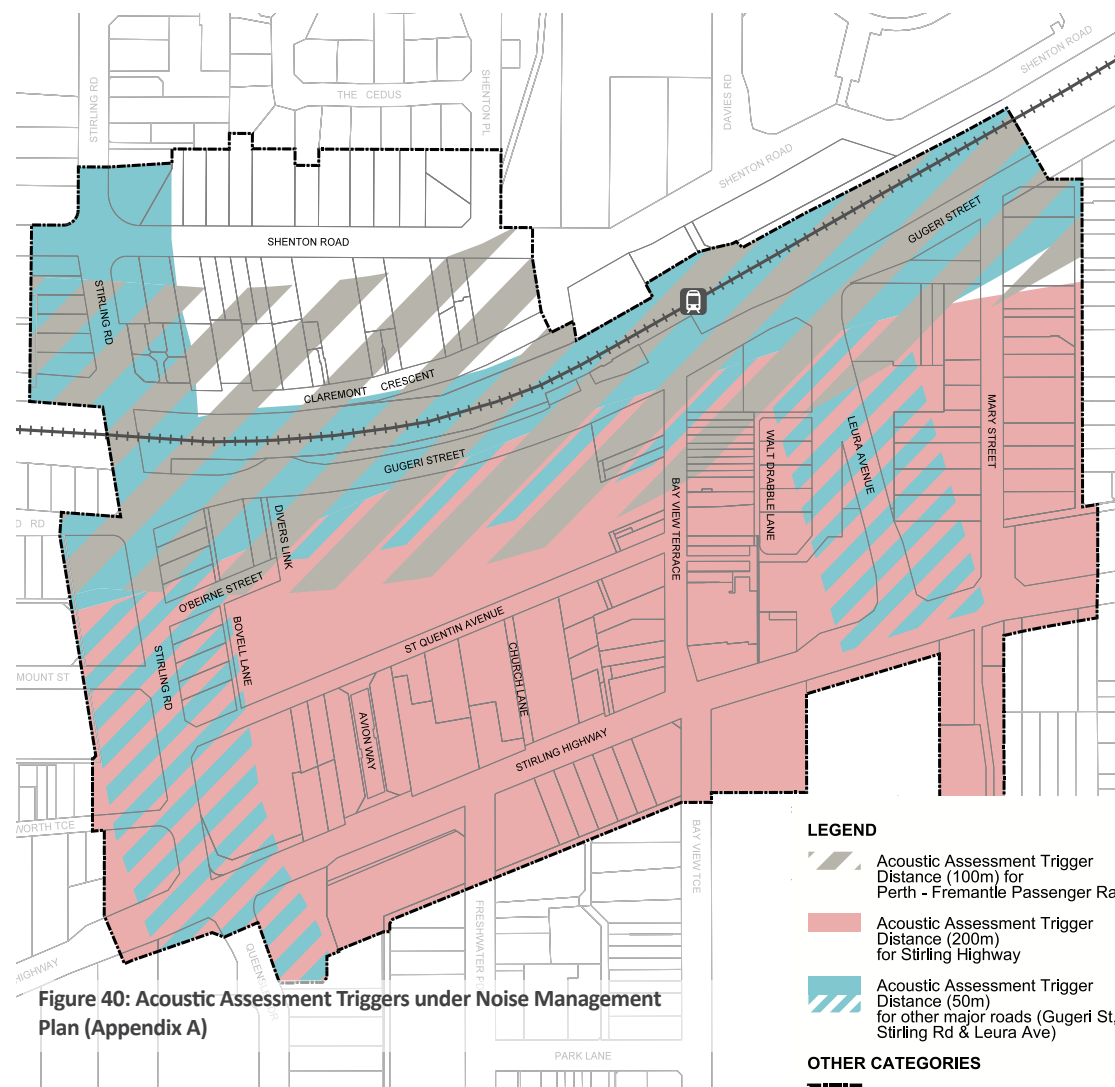 SHENTON ROAD
STIRLING RD
THE CEDUS
SHENTON PL
DAVIES RD
SHENTON ROAD
SHENTON ROAD
GUGERI STREET
STIRLING RD
CLAREMONT CRESCENT
GUGERI STREET
MARY STREET
LEURA AVENUE
WALT DRABBLE LANE
BAY VIEW TERRACE
DIVERS LINK
O'BEIRNE STREET
BOVELL LANE
ST QUENTIN AVENUE
CHURCH LANE
STIRLING RD
MOUNT ST
AVION WAY
STIRLING HIGHWAY
WORTH TCE
BAY VIEW TCE
HIGHWAY
Figure 40: Acoustic Assessment Triggers under Noise Management
Plan (Appendix A)
PARK LANE
LEGEND
Acoustic Assessment Trigger
Distance (100m) for
Perth - Fremantle Passenger Ra
Acoustic Assessment Trigger
Distance (200m)
for Stirling Highway
Acoustic Assessment Trigger
Distance (50m)
for other major roads (Gugeri St,
Stirling Rd & Leura Ave)
OTHER CATEGORIES